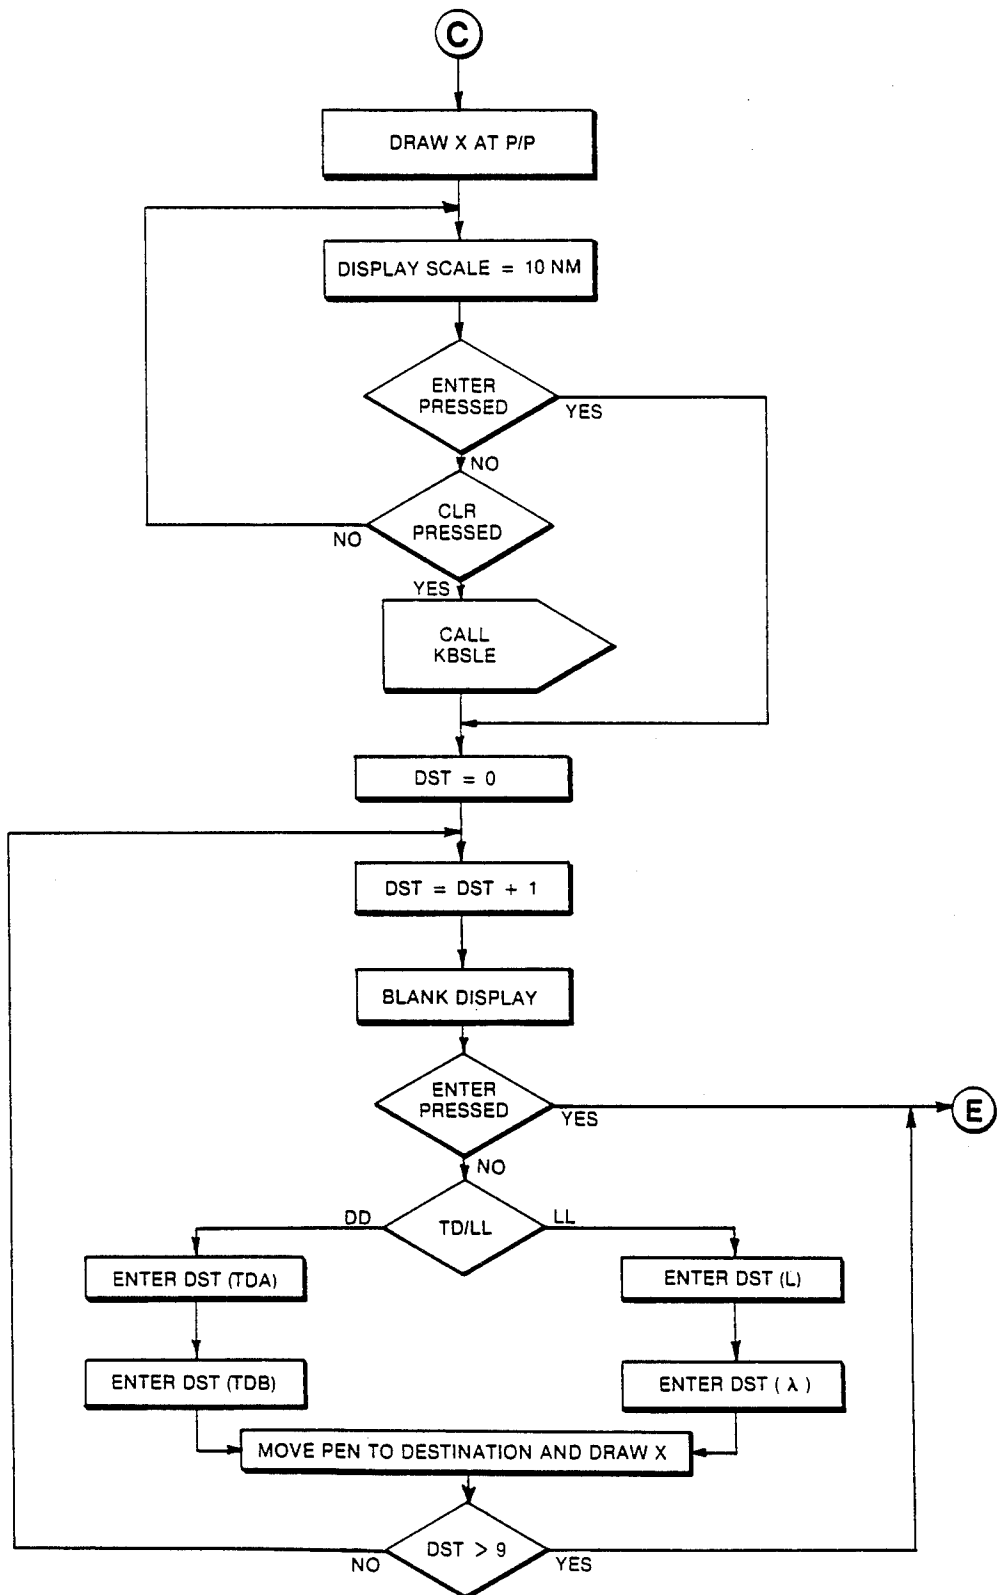 C
DRAW X AT P/P
DISPLAY SCALE = 10 NM
ENTER
PRESSED
YES
NO
CLR
PRESSED
NO
YES
CALL
KBSLE
DST = 0
DST = DST + 1
BLANK DISPLAY
ENTER
PRESSED
YES
E
NO
DD
TD/LL
LL
ENTER DST (TDA)
ENTER DST (L)
ENTER DST (TDB)
ENTER DST ( λ )
MOVE PEN TO DESTINATION AND DRAW X
DST > 9
NO
YES